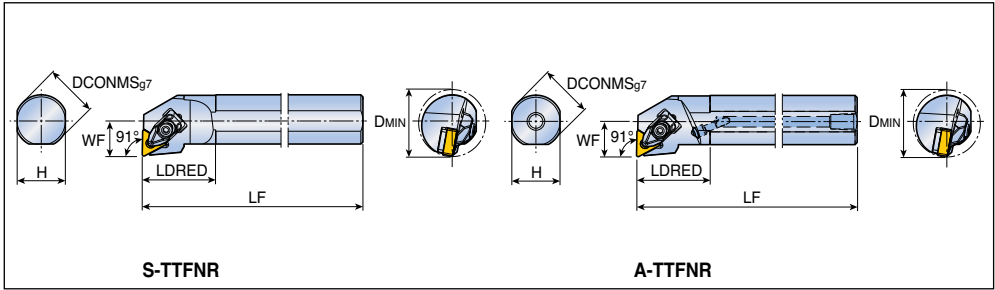 DCONMSg7
WF
91°
H
LDRED
LF
DMIN
S-TTFNR
DCONMSg7
WF
91°
H
LDRED
LF
DMIN
A-TTFNR